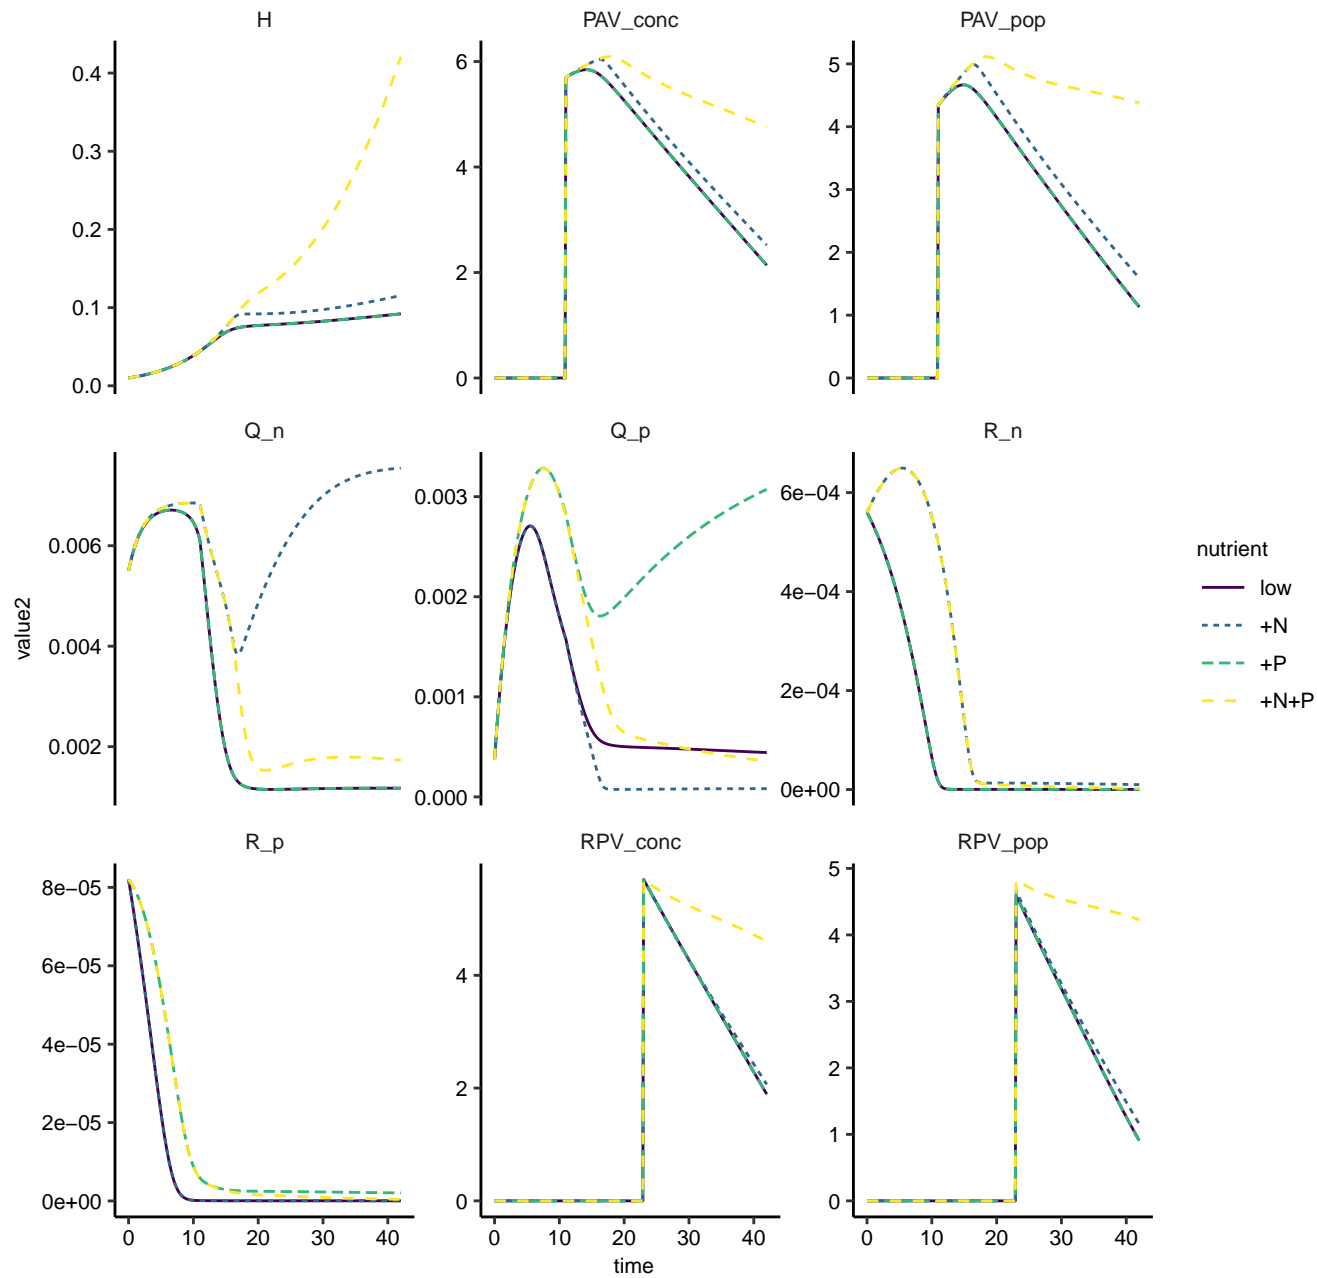 H
PAV_conc
PAV_pop
0.4
0.3
0.2
0.1
0.0
6
4
2
0
5
4
3
2
1
0
Q_n
Q_p
R_n
0.006
0.004
0.002
0.003
0.002
0.001
0.000
6e−04
4e−04
2e−04
0e+00
R_p
RPV_conc
RPV_pop
8e−05
6e−05
4e−05
2e−05
0e+00
4
2
0
5
4
3
2
1
0
0 10 20 30 40
0 10 20 30 40
0 10 20 30 40
time
value2
nutrient
low
+N
+P
+N+P